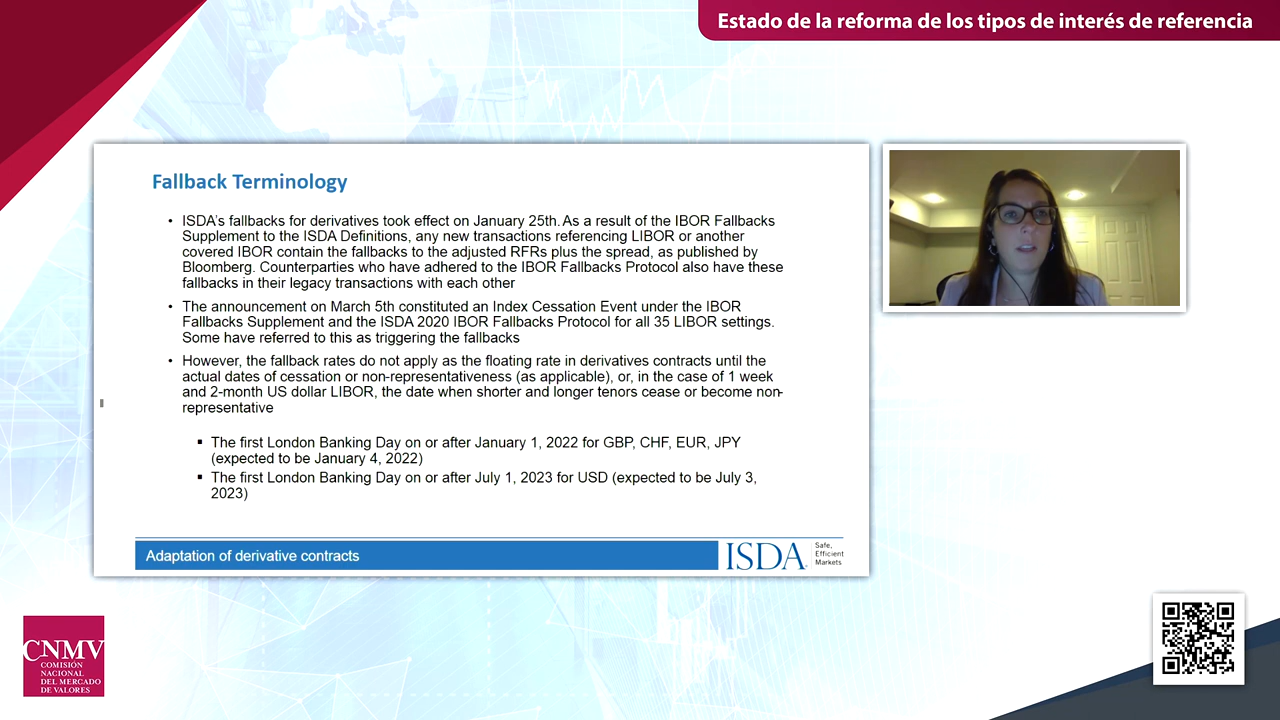 Estado de la reforma de los tipos de interés de referencia
Fallback Terminology
• ISDA's fallbacks for derivatives took effect on January 25th. As a result of the IBOR Fallbacks
Supplement to the ISDA Definitions, any new transactions referencing LIBOR or another
covered IBOR contain the fallbacks to the adjusted RFRs plus the spread, as published by
Bloomberg. Counterparties who have adhered to the IBOR Fallbacks Protocol also have these
fallbacks in their legacy transactions with each other
• The announcement on March 5th constituted an Index Cessation Event under the IBOR
Fallbacks Supplement and the ISDA 2020 IBOR Fallbacks Protocol for all 35 LIBOR settings.
Some have referred to this as triggering the fallbacks
• However, the fallback rates do not apply as the floating rate in derivatives contracts until the
actual dates of cessation or non-representativeness (as applicable), or, in the case of 1 week
and 2-month US dollar LIBOR, the date when shorter and longer tenors cease or become non-
representative
▪ The first London Banking Day on or after January 1, 2022 for GBP, CHF, EUR, JPY
(expected to be January 4, 2022)
▪ The first London Banking Day on or after July 1, 2023 for USD (expected to be July 3,
2023)
Adaptation of derivative contracts
ISDA
Safe,
Efficient
Markets
CNMV
COMISIÓN
NACIONAL
DEL MERCADO
DE VALORES